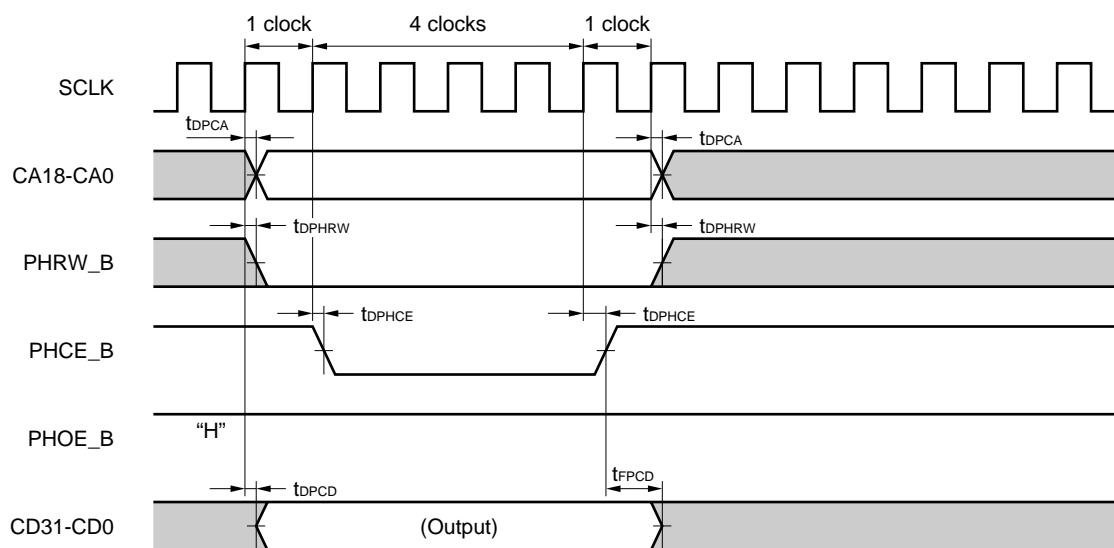 1 clock 4 clocks 1 clock
SCLK
tDPCA tDPCA
CA18-CA0
tDPHRW tDPHRW
PHRW_B
tDPHCE tDPHCE
PHCE_B
“H”
PHOE_B
tDPCD tFPCD
CD31-CD0 (Output)